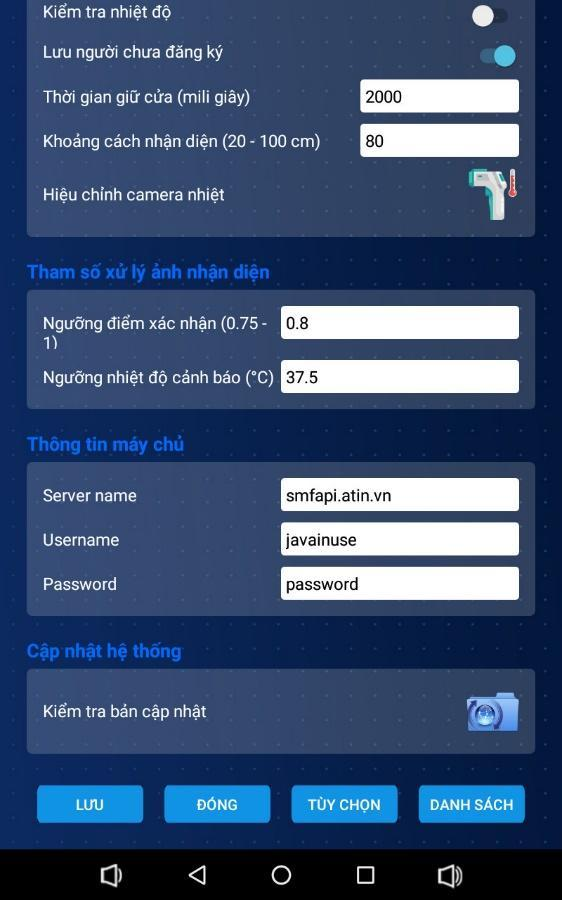 Kiểm tra nhiệt độ
Lưu người chưa đăng ký
Thời gian giữ cửa (mili giây) 2000
Khoảng cách nhận diện (20 - 100 cm) 80
Hiệu chỉnh camera nhiệt
Tham số xử lý ảnh nhận diện
Ngưỡng điểm xác nhận (0.75 - 0.8
1)
Ngưỡng nhiệt độ cảnh báo (°C) 37.5
Thông tin máy chủ
Server name smfapi.atin.vn
Username javainuse
Password password
Cập nhật hệ thống
Kiểm tra bản cập nhật
LƯU ĐÓNG TÙY CHỌN DANH SÁCH